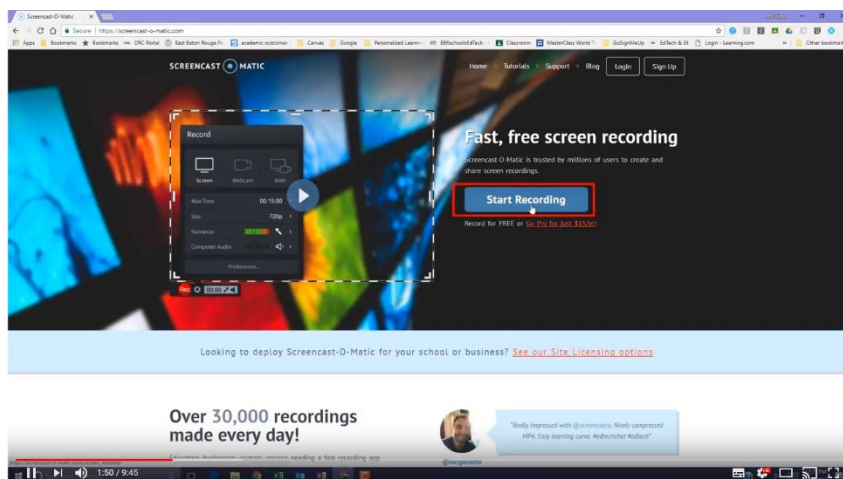 Screencast-O-Matic
Secure | https://screencast-o-matic.com
Apps Bookmarks Bookmarks DRC Portal East Baton Rouge Pa academic outcomes Canvas Google Personalized Learni EBRschoolsEdTech - Classroom MasterClass World GoSignMeUp EdTech & EB Login - Learning.com Other bookmarks
SCREENCAST MATIC
Home Tutorials Support Blog Login Sign Up
Record
Screen Webcam Both
Max Time 00:15:00
Size 720p
Narration
Computer Audio
Preferences...
Rec 00:00
Fast, free screen recording
Screencast-O-Matic is trusted by millions of users to create and
share screen recordings.
Start Recording
Record for FREE or Go Pro for Just $15/yr!
Looking to deploy Screencast-O-Matic for your school or business? See our Site Licensing options
Over 30,000 recordings
made every day!
"Really impressed with @screencasto. Nicely compressed
MP4. Easy learning curve. #edtechchat #edtech"
1:50 / 9:45